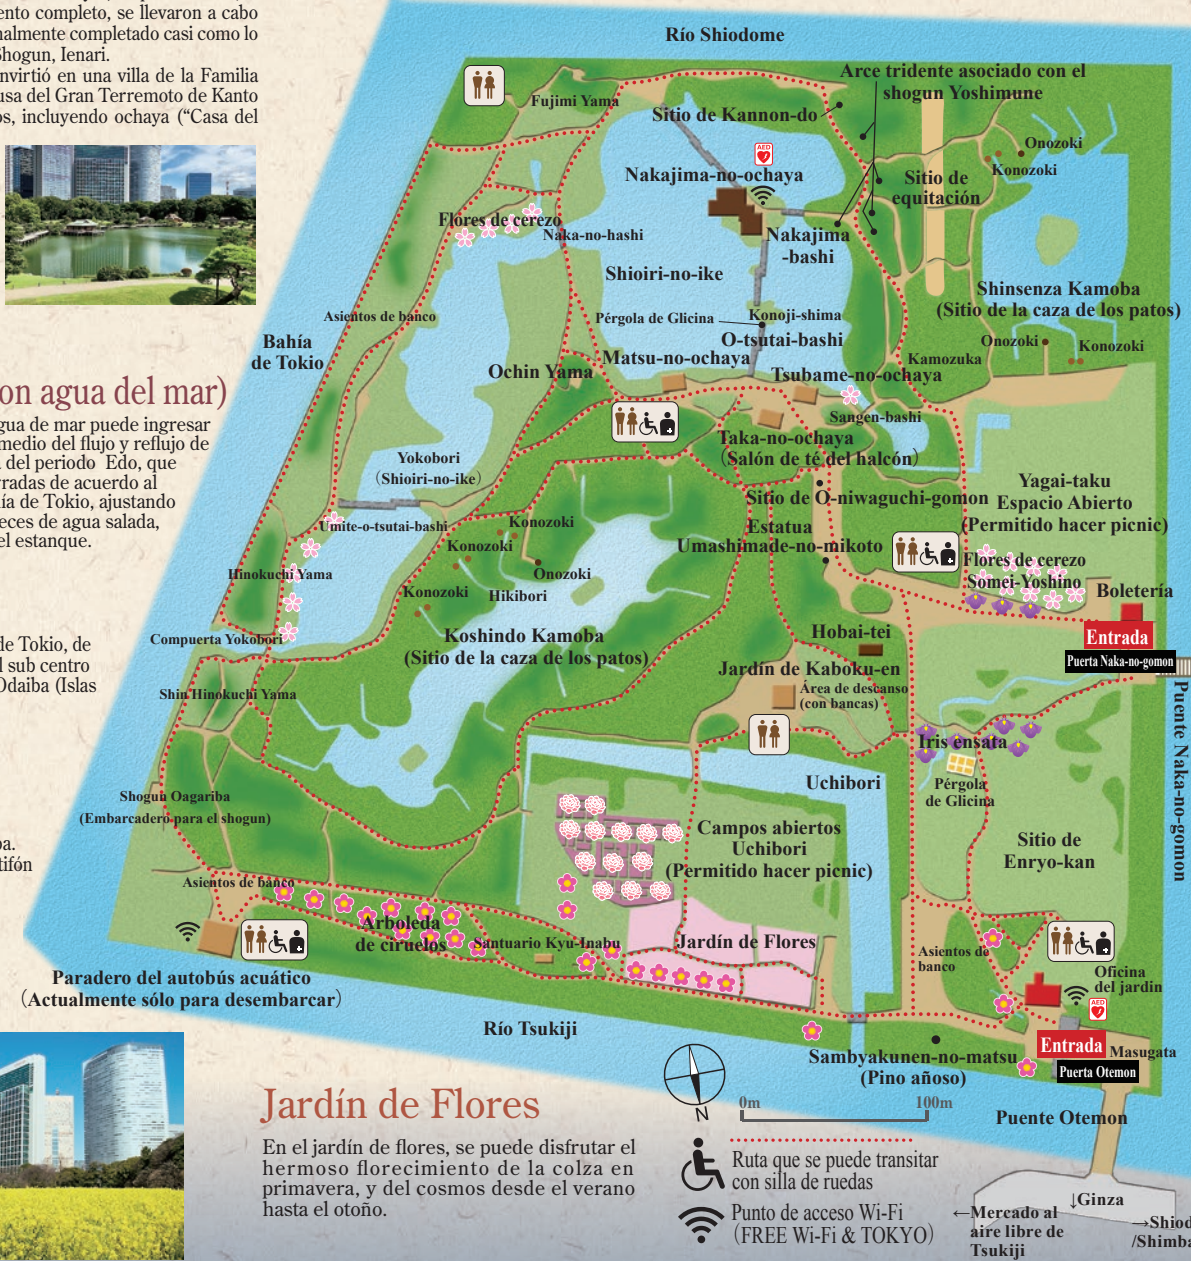 ento completo, se llevaron a cabo
nalmente completado casi como lo
Shogun, Ienari.
nvirtió en una villa de la Familia
usa del Gran Terremoto de Kanto
os, incluyendo ochaya (“Casa del
on agua del mar)
gua de mar puede ingresar
medio del flujo y reflujo de
a del periodo Edo, que
rradas de acuerdo al
ía de Tokio, ajustando
eces de agua salada,
el estanque.
de Tokio, de
l sub centro
Odaiba (Islas
oa.
tifón
Río Shiodome
Arce tridente asociado con el
shogun Yoshimune
Fujimi Yama
Sitio de Kannon-do
AED
Nakajima-no-ochaya
Onozoki
Konozoki
Sitio de
equitación
Flores de cerezo
Naka-no-hashi
Nakajima
-bashi
Shioiri-no-ike
Shinsenza Kamoba
(Sitio de la caza de los patos)
Asientos de banco
Pérgola de Glicina
Konoji-shima
O-tsutai-bashi
Bahía
de Tokio
Onozoki
Konozoki
Matsu-no-ochaya
Kamozuka
Ochin Yama
Tsubame-no-ochaya
Sangen-bashi
Taka-no-ochaya
(Salón de té del halcón)
Yokobori
(Shioiri-no-ike)
Yagai-taku
Espacio Abierto
(Permitido hacer picnic)
Sitio de O-niwaguchi-gomon
Umite-o-tsutai-bashi
Konozoki
Konozoki
Estatua
Umashimade-no-mikoto
Onozoki
Hinokuchi Yama
Flores de cerezo
Somei-Yoshino
Konozoki
Hikibori
Boletería
Entrada
Puerta Naka-no-gomon
Compuerta Yokobori
Koshindo Kamoba
(Sitio de la caza de los patos)
Hobai-tei
Jardín de Kaboku-en
Área de descanso
(con bancas)
Shin Hinokuchi Yama
Puente Naka-no-gomon
Iris ensata
Uchibori
Pérgola
de Glicina
Shogun Oagariba
(Embarcadero para el shogun)
Campos abiertos
Uchibori
(Permitido hacer picnic)
Sitio de
Enryo-kan
Asientos de banco
Arboleda
de ciruelos
Santuario Kyu-Inabu
Jardín de Flores
Asientos de
banco
Oficina
del jardin
AED
Paradero del autobús acuático
(Actualmente sólo para desembarcar)
Río Tsukiji
Sambyakunen-no-matsu
(Pino añoso)
Entrada
Puerta Otemon
Masugata
Puente Otemon
Jardín de Flores
En el jardín de flores, se puede disfrutar el
hermoso florecimiento de la colza en
primavera, y del cosmos desde el verano
hasta el otoño.
N
0m
100m
Ruta que se puede transitar
con silla de ruedas
Punto de acceso Wi-Fi
(FREE Wi-Fi & TOKYO)
←Mercado al
aire libre de
Tsukiji
↓Ginza
→Shiod
/Shimba